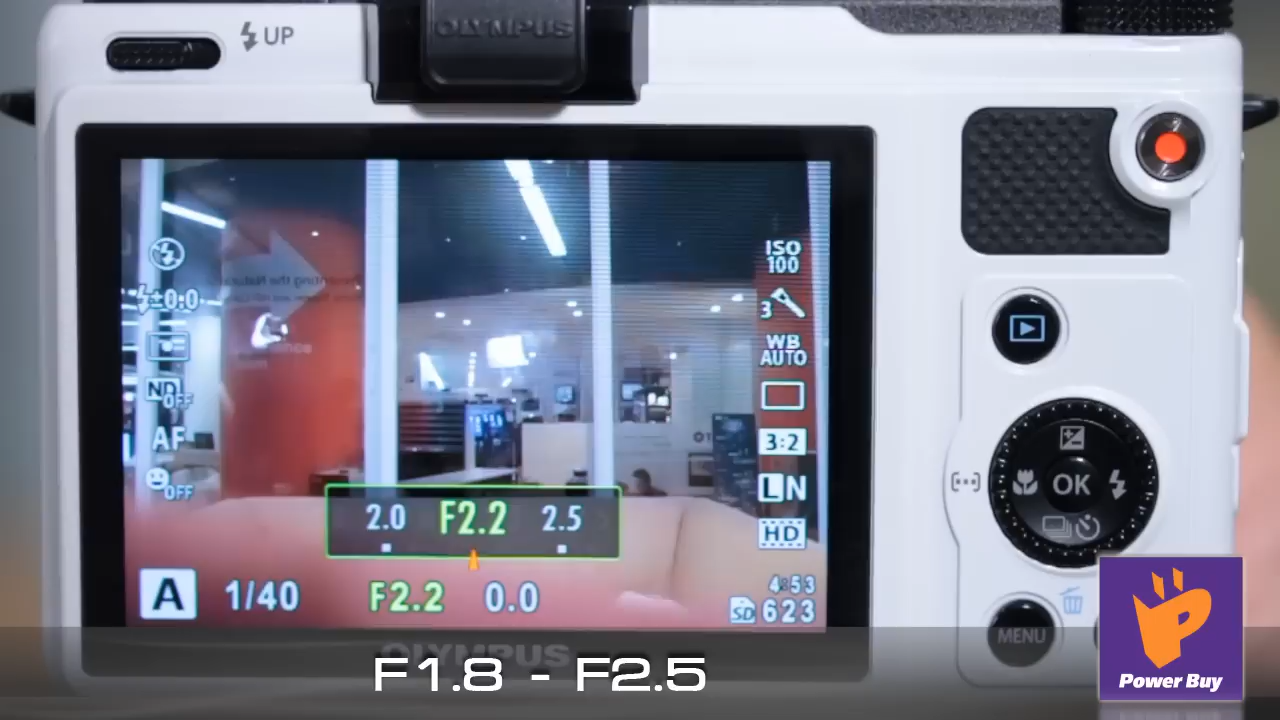 UP
OLYMPUS
ISO
100
±0.0
3
WB
AUTO
ND
OFF
AF
3:2
OFF
LN
HD
2.0 F2.2 2.5
A 1/40 F2.2 0.0
4:53
SD 623
OK
MENU
OLYMPUS
F1.8 - F2.5
Power Buy